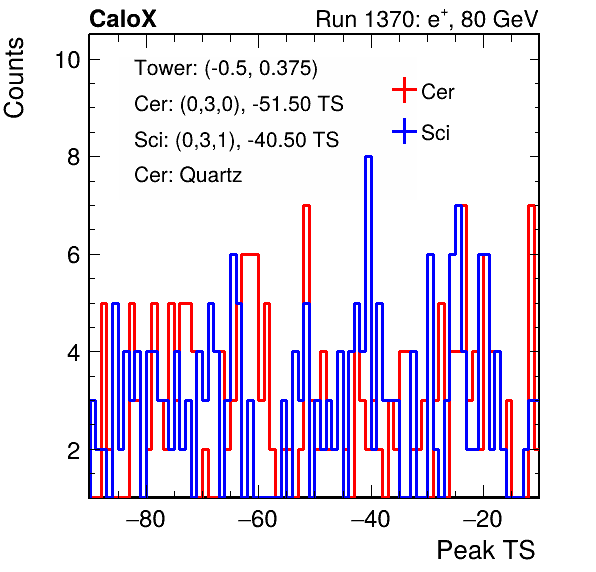 CaloX Run 1370: e⁺, 80 GeV
Counts
Tower: (-0.5, 0.375)
Cer: (0,3,0), -51.50 TS
Sci: (0,3,1), -40.50 TS
Cer: Quartz
Cer
Sci
10
8
6
4
2
−80 −60 −40 −20
Peak TS